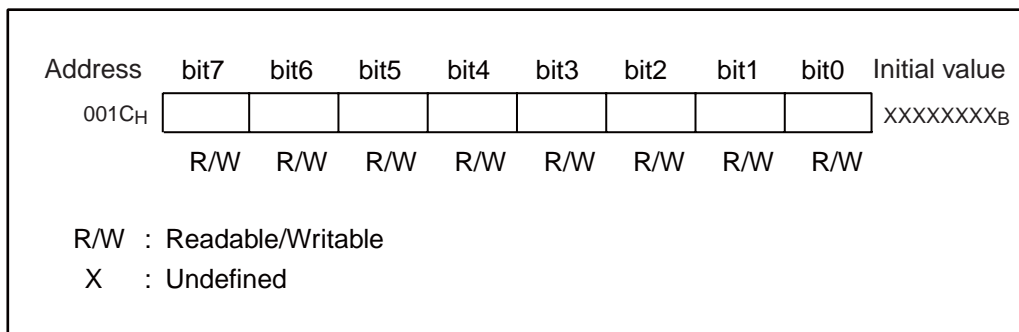 Address bit7 bit6 bit5 bit4 bit3 bit2 bit1 bit0 Initial value
001CH XXXXXXXXB
R/W R/W R/W R/W R/W R/W R/W R/W
R/W : Readable/Writable
X : Undefined